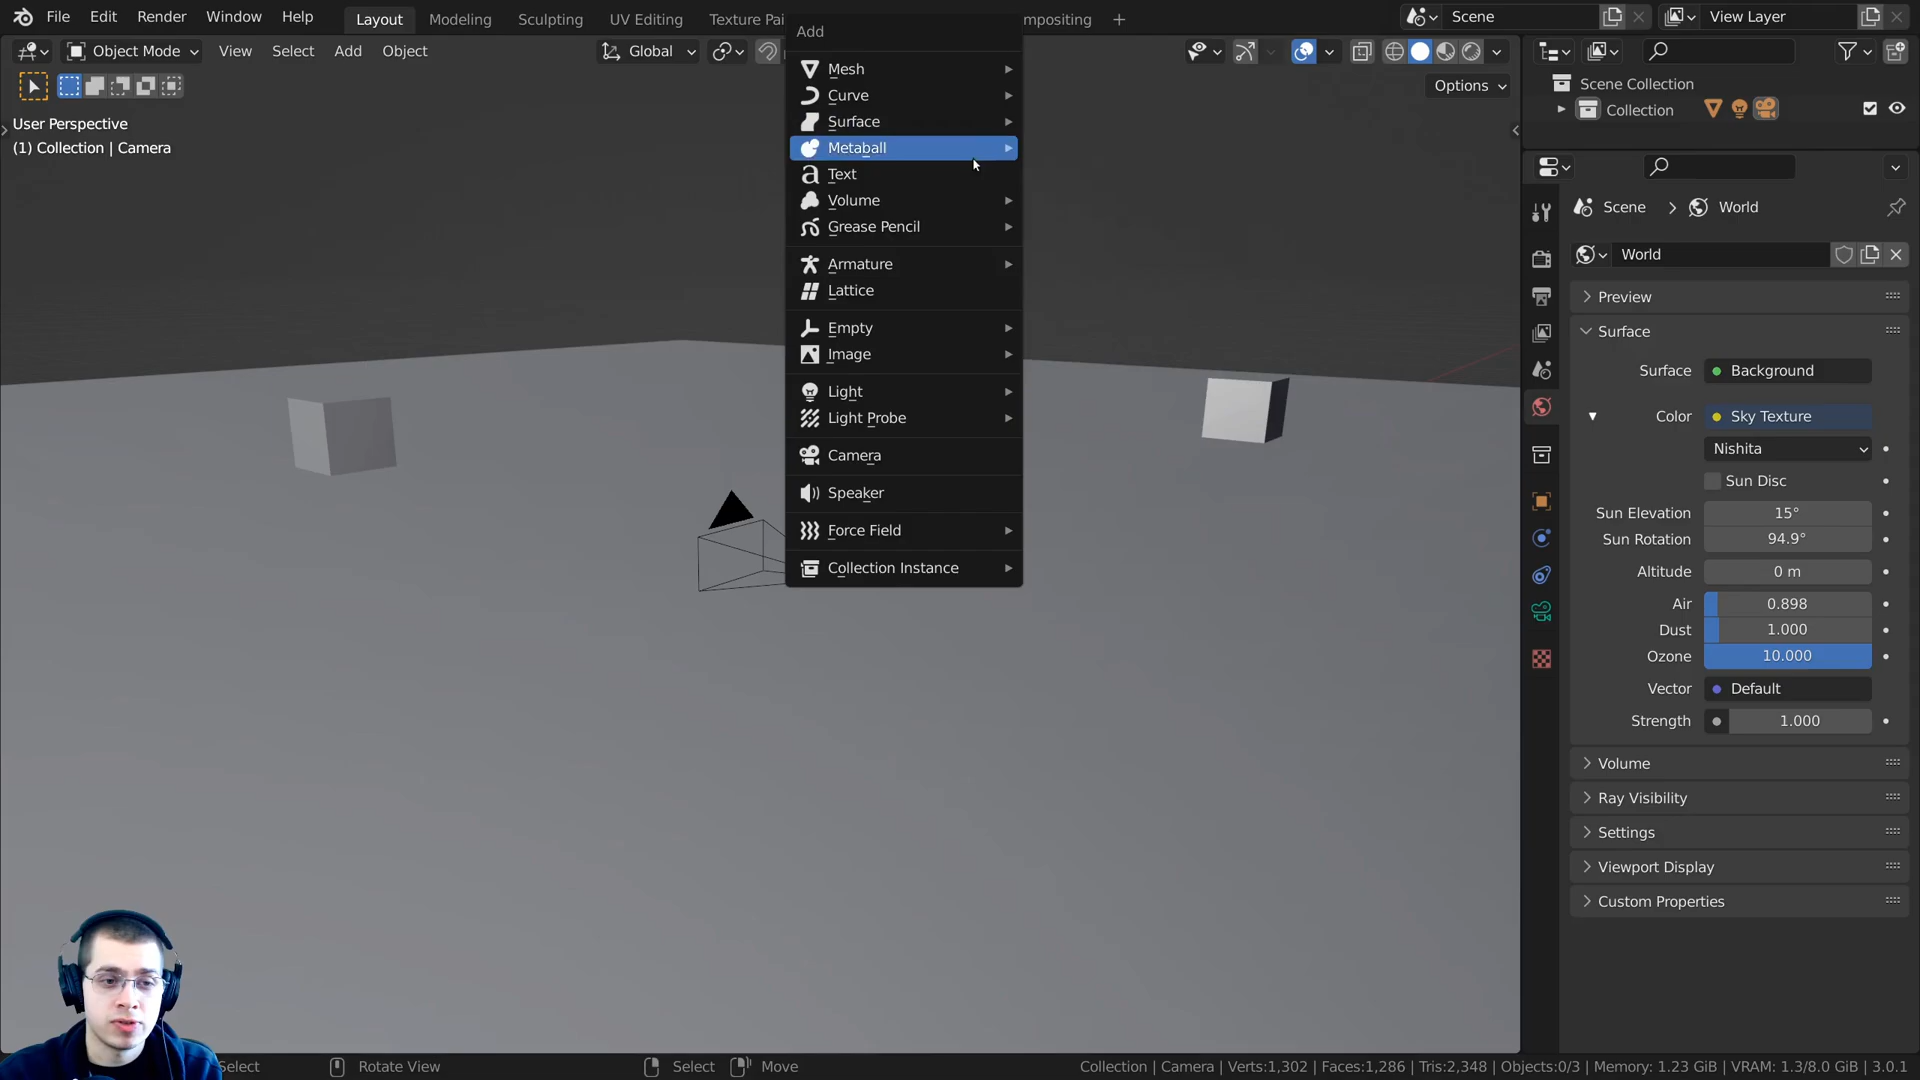 File Edit Render Window Help Layout Modeling Sculpting UV Editing Texture Pai mpositing + Scene View Layer
Object Mode View Select Add Object Global
Options
User Perspective
(1) Collection | Camera
Add
Mesh
Curve
Surface
Metaball
Text
Volume
Grease Pencil
Armature
Lattice
Empty
Image
Light
Light Probe
Camera
Speaker
Force Field
Collection Instance
Scene Collection
Collection
Scene > World
World
Preview
Surface
Surface Background
Color Sky Texture
Nishita
Sun Disc
Sun Elevation 15°
Sun Rotation 94.9°
Altitude 0 m
Air 0.898
Dust 1.000
Ozone 10.000
Vector Default
Strength 1.000
Volume
Ray Visibility
Settings
Viewport Display
Custom Properties
Select Rotate View Select Move Collection | Camera | Verts:1,302 | Faces:1,286 | Tris:2,348 | Objects:0/3 | Memory: 1.23 GiB | VRAM: 1.3/8.0 GiB | 3.0.1